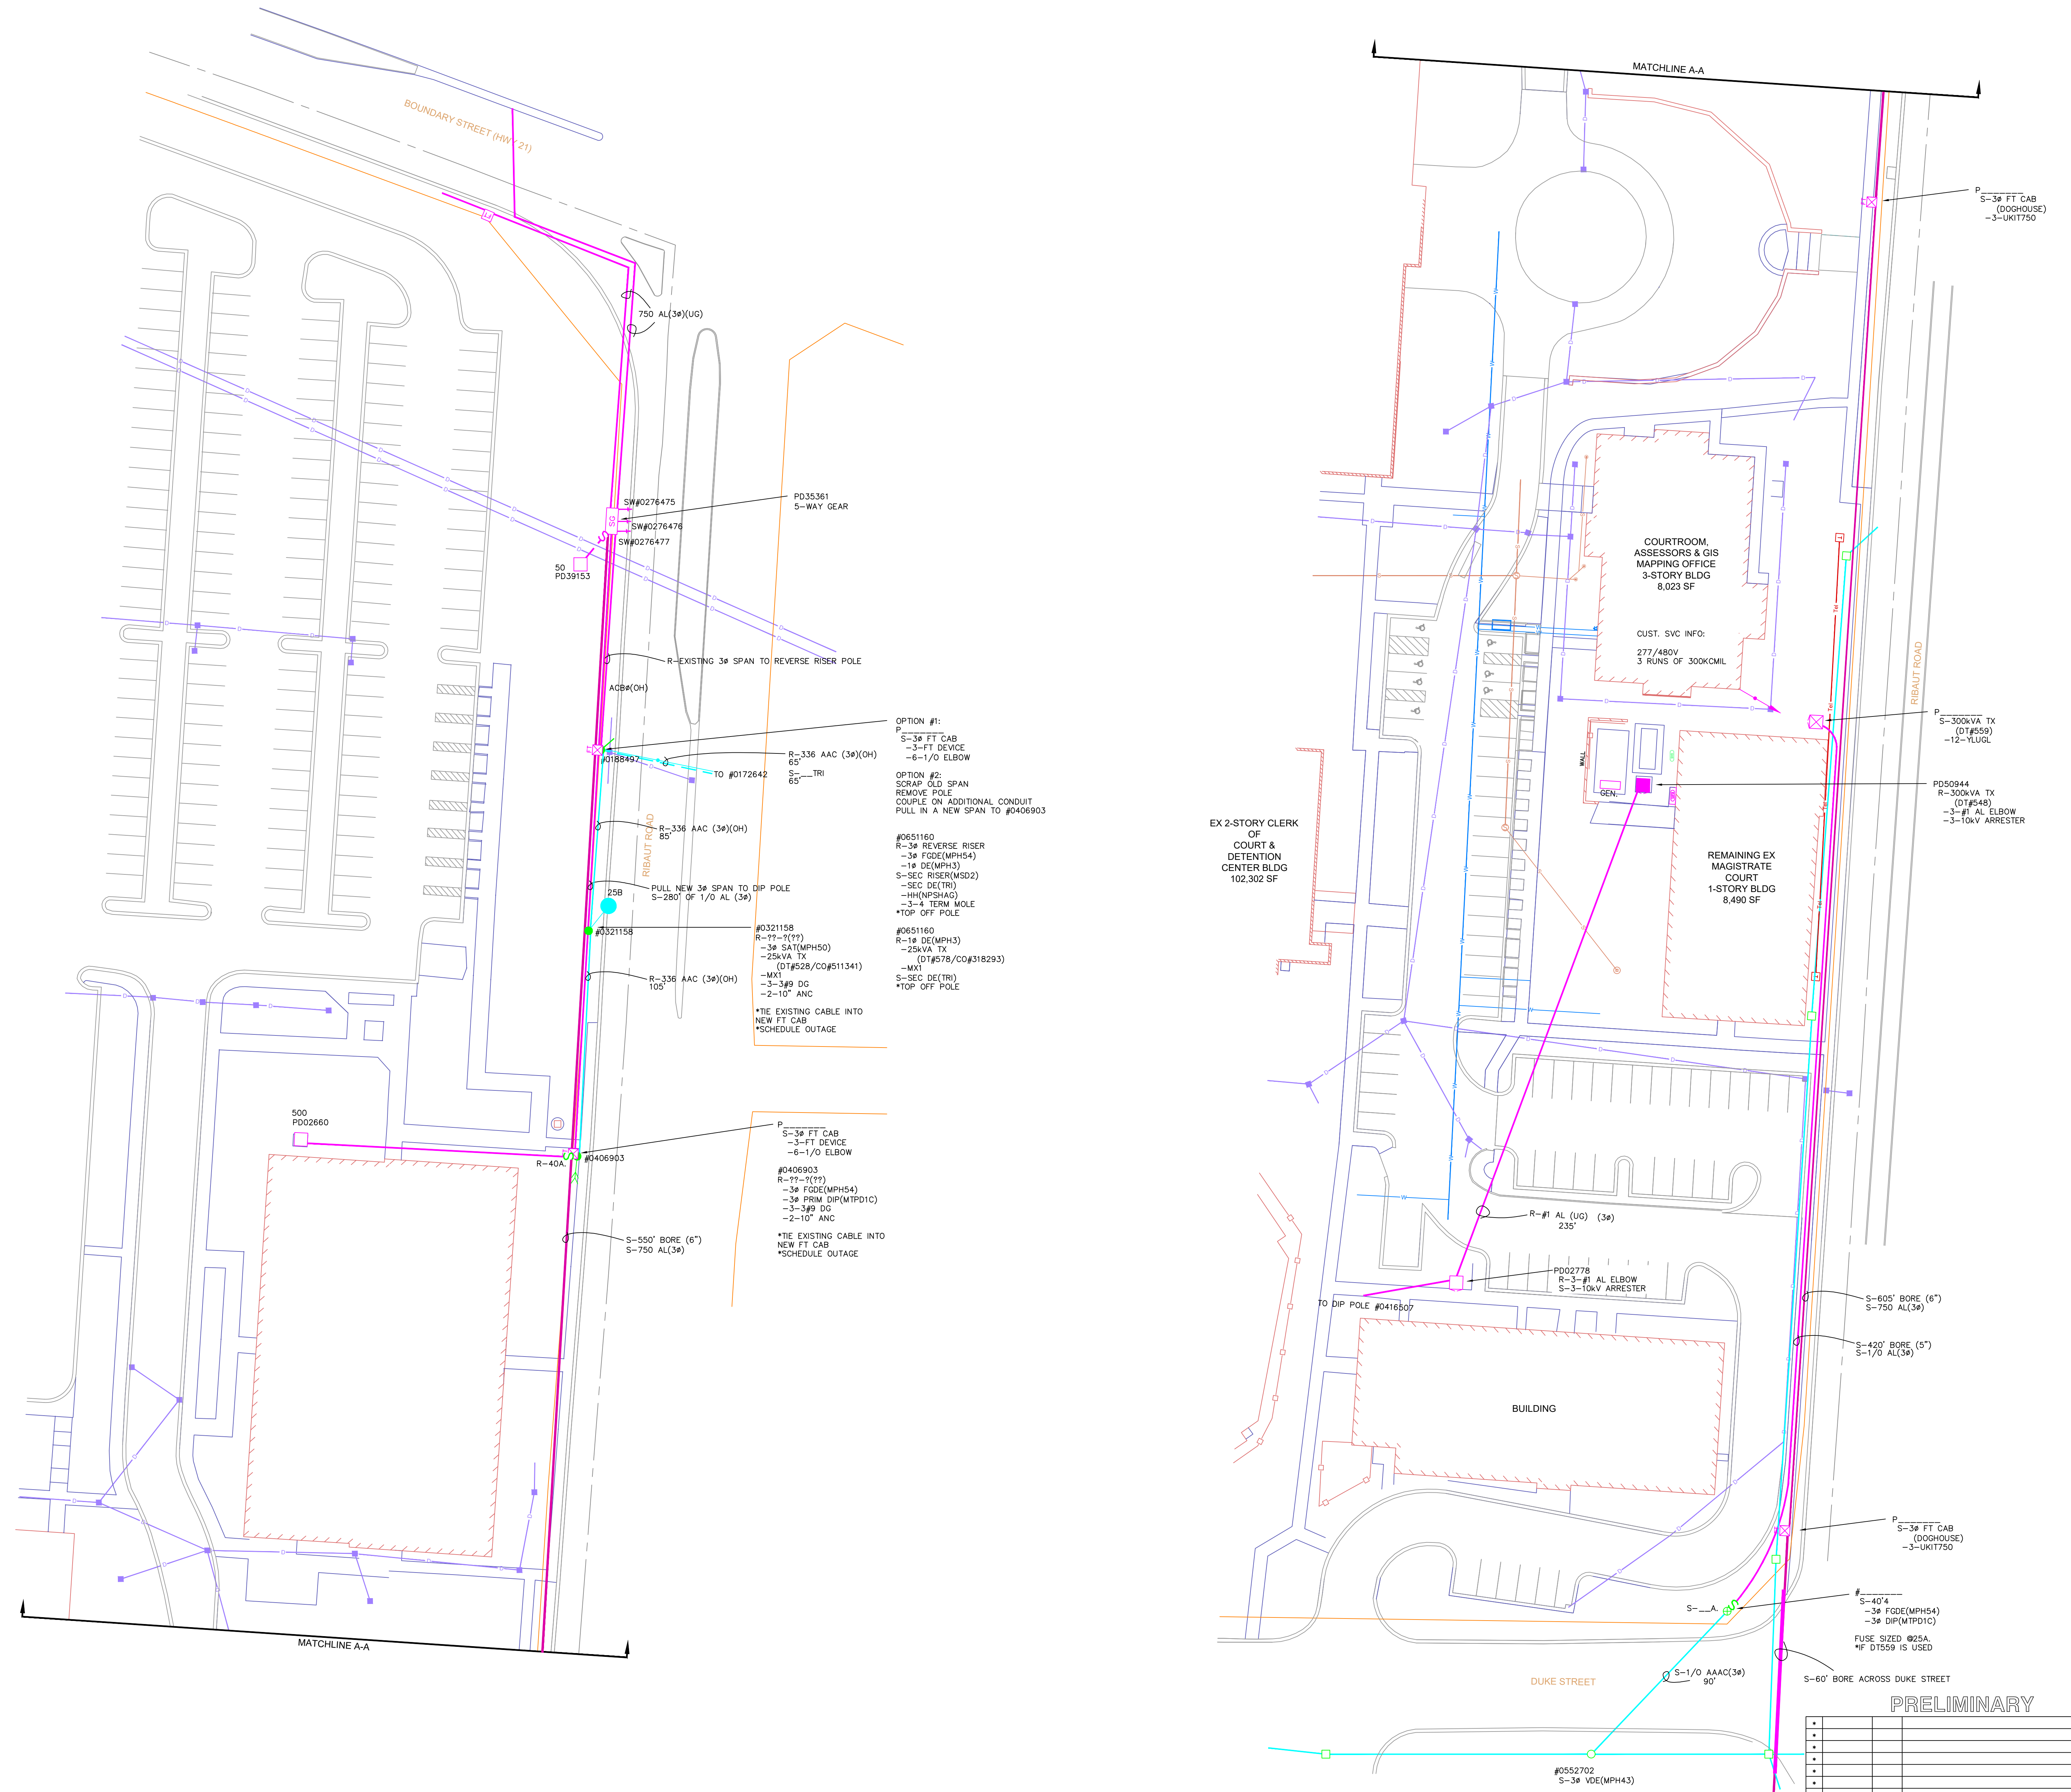 BOUNDARY STREET (HWY 21)
750 AL(3ø)(UG)
SW#0276475
SG
SW#0276476
SW#0276477
PD35361
5-WAY GEAR
50
PD39153
R-EXISTING 3ø SPAN TO REVERSE RISER POLE
ACBø(OH)
#0188497
R-336 AAC (3ø)(OH)
65'
S-__TRI
65'
TO #0172642
OPTION #1:
P_______
S-3ø FT CAB
-3-FT DEVICE
-6-1/0 ELBOW
OPTION #2:
SCRAP OLD SPAN
REMOVE POLE
COUPLE ON ADDITIONAL CONDUIT
PULL IN A NEW SPAN TO #0406903
#0651160
R-3ø REVERSE RISER
-3ø FGDE(MPH54)
-1ø DE(MPH3)
S-SEC RISER(MSD2)
-SEC DE(TRI)
-HH(NPSHAG)
-3-4 TERM MOLE
*TOP OFF POLE
#0651160
R-1ø DE(MPH3)
-25kVA TX
(DT#578/CO#318293)
-MX1
S-SEC DE(TRI)
*TOP OFF POLE
R-336 AAC (3ø)(OH)
85'
RIBAUT ROAD
PULL NEW 3ø SPAN TO DIP POLE
S-280' OF 1/0 AL (3ø)
25B
#0321158
#0321158
R-??-?(??)
-3ø SAT(MPH50)
-25kVA TX
(DT#528/CO#511341)
-MX1
-3-3#9 DG
-2-10" ANC
*TIE EXISTING CABLE INTO
NEW FT CAB
*SCHEDULE OUTAGE
R-336 AAC (3ø)(OH)
105'
500
PD02660
R-40A.
#0406903
P_______
S-3ø FT CAB
-3-FT DEVICE
-6-1/0 ELBOW
#0406903
R-??-?(??)
-3ø FGDE(MPH54)
-3ø PRIM DIP(MTPD1C)
-3-3#9 DG
-2-10" ANC
*TIE EXISTING CABLE INTO
NEW FT CAB
*SCHEDULE OUTAGE
S-550' BORE (6")
S-750 AL(3ø)
MATCHLINE A-A
MATCHLINE A-A
P_______
S-3ø FT CAB
(DOGHOUSE)
-3-UKIT750
COURTROOM,
ASSESSORS & GIS
MAPPING OFFICE
3-STORY BLDG
8,023 SF
CUST. SVC INFO:
277/480V
3 RUNS OF 300KCMIL
RIBAUT ROAD
P_______
S-300kVA TX
(DT#559)
-12-YLUGL
WALL
GEN.
PD50944
R-300kVA TX
(DT#548)
-3-#1 AL ELBOW
-3-10kV ARRESTER
EX 2-STORY CLERK
OF
COURT &
DETENTION
CENTER BLDG
102,302 SF
REMAINING EX
MAGISTRATE
COURT
1-STORY BLDG
8,490 SF
R-#1 AL (UG) (3ø)
235'
PD02778
R-3-#1 AL ELBOW
S-3-10kV ARRESTER
TO DIP POLE #0416507
S-605' BORE (6")
S-750 AL(3ø)
S-420' BORE (5")
S-1/0 AL(3ø)
BUILDING
P_______
S-3ø FT CAB
(DOGHOUSE)
-3-UKIT750
S-__A.
#_______
S-40'4
-3ø FGDE(MPH54)
-3ø DIP(MTPD1C)
FUSE SIZED @25A.
*IF DT559 IS USED
S-1/0 AAAC(3ø)
90'
S-60' BORE ACROSS DUKE STREET
DUKE STREET
PRELIMINARY
#0552702
S-3ø VDE(MPH43)